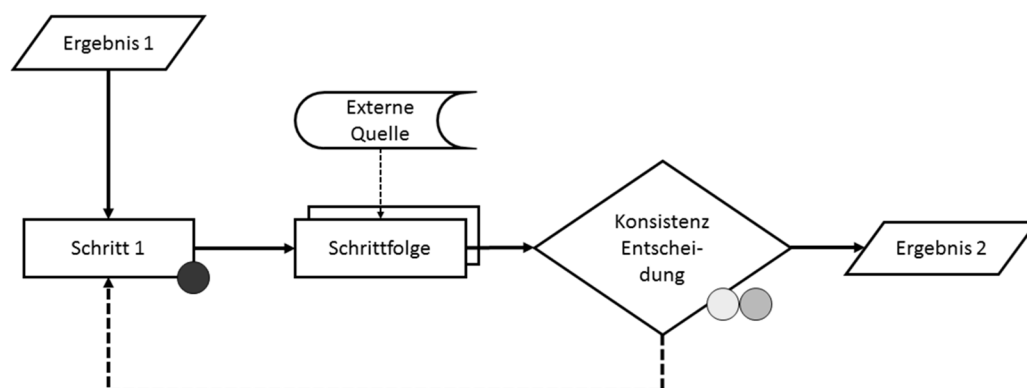 Ergebnis 1
Externe
Quelle
Schritt 1
Schrittfolge
Konsistenz
Entschei-
dung
Ergebnis 2